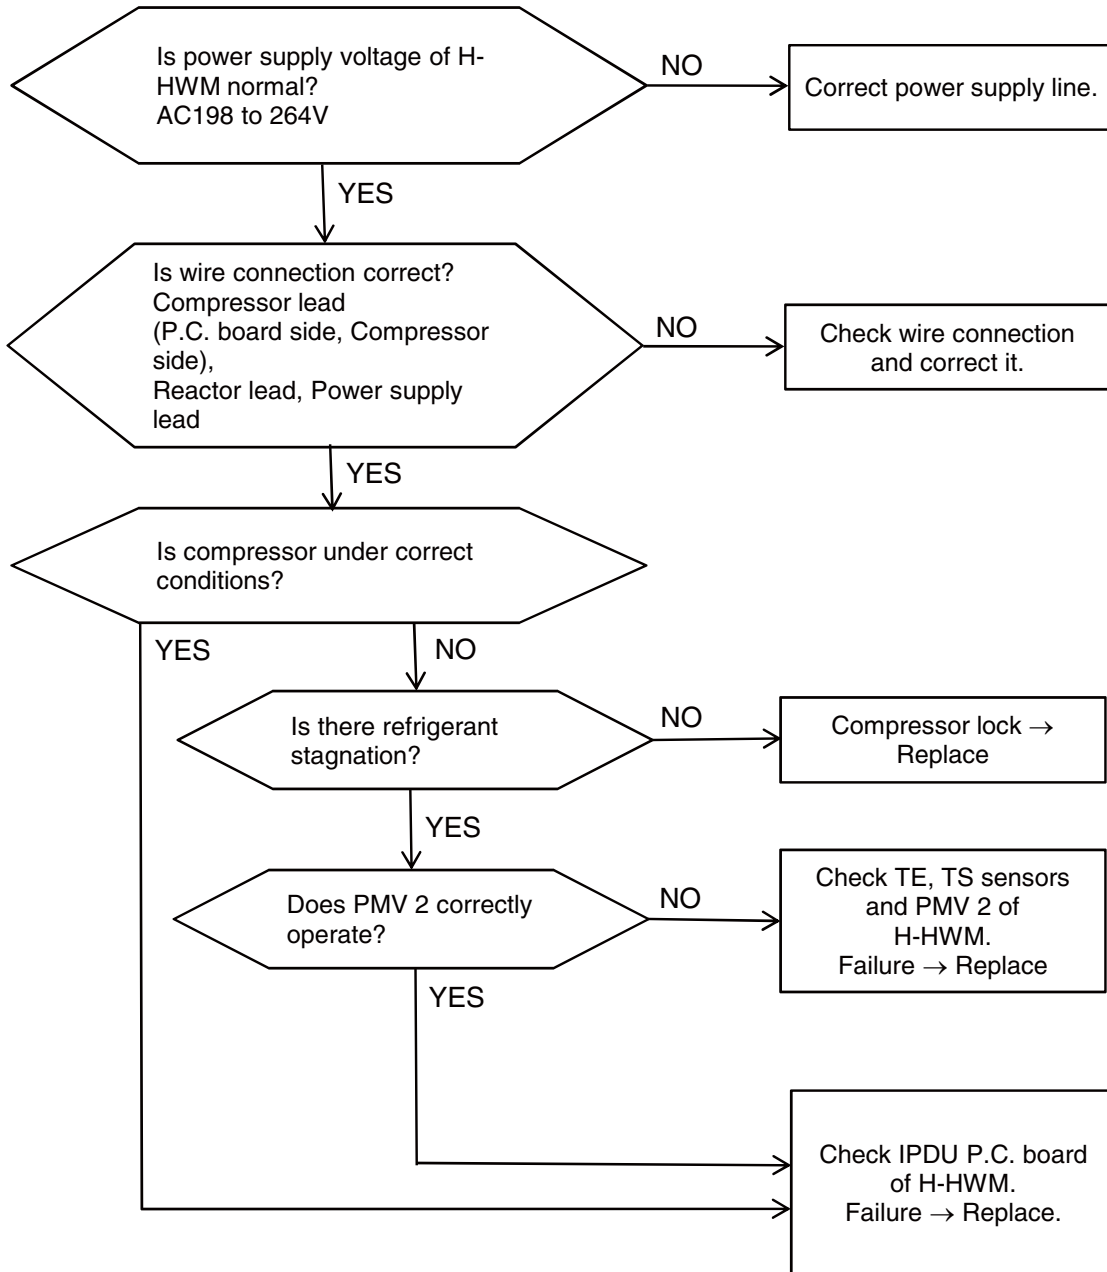 Is power supply voltage of H-
HWM normal?
AC198 to 264V
NO
Correct power supply line.
YES
Is wire connection correct?
Compressor lead
(P.C. board side, Compressor
side),
Reactor lead, Power supply
lead
NO
Check wire connection
and correct it.
YES
Is compressor under correct
conditions?
YES
NO
Is there refrigerant
stagnation?
NO
Compressor lock →
Replace
YES
Does PMV 2 correctly
operate?
NO
Check TE, TS sensors
and PMV 2 of
H-HWM.
Failure → Replace
YES
Check IPDU P.C. board
of H-HWM.
Failure → Replace.